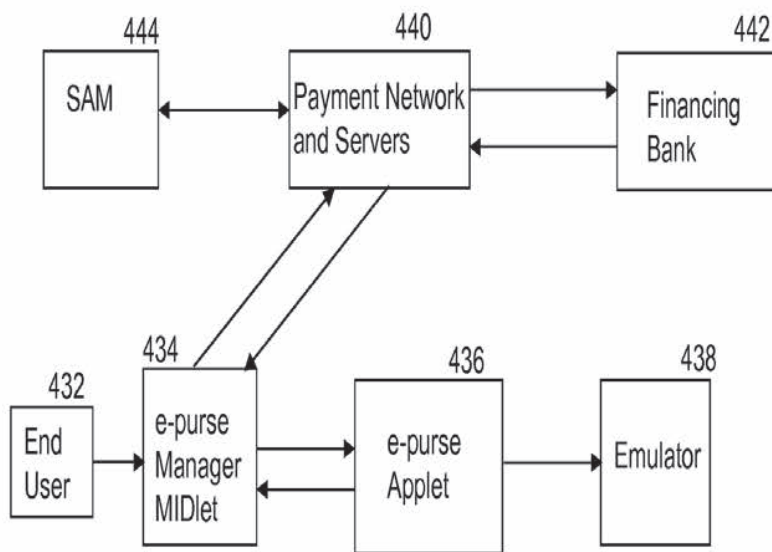 444
SAM
440
Payment Network
and Servers
442
Financing
Bank
432
End
User
434
e-purse
Manager
MIDlet
436
e-purse
Applet
438
Emulator